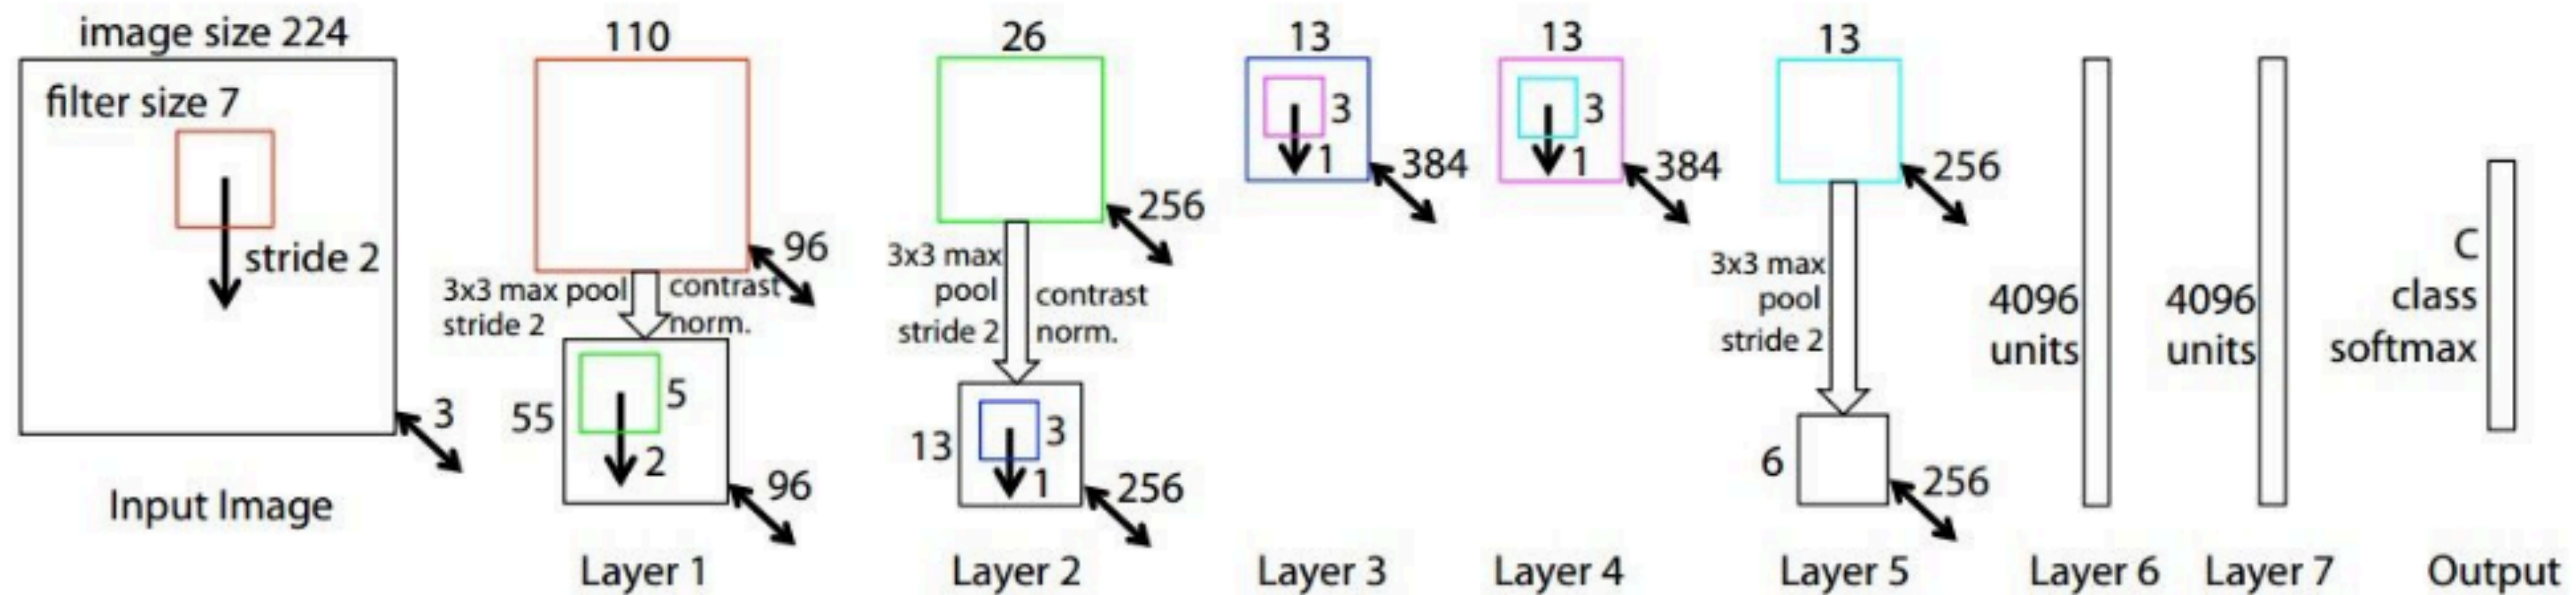 image size 224
filter size 7
stride 2
3
Input Image
110
96
3x3 max pool
stride 2
contrast
norm.
55
5
2
96
Layer 1
26
256
3x3 max
pool
stride 2
contrast
norm.
13
3
1
256
Layer 2
13
3
1
384
Layer 3
13
3
1
384
Layer 4
13
256
3x3 max
pool
stride 2
6
256
Layer 5
4096
units
Layer 6
4096
units
Layer 7
C
class
softmax
Output